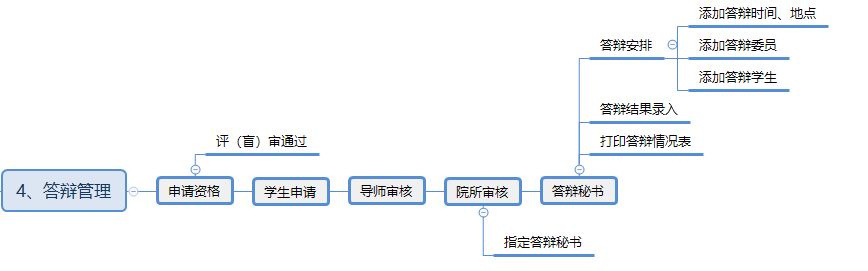 添加答辩时间、地点
答辩安排
添加答辩委员
添加答辩学生
答辩结果录入
评（盲）审通过
打印答辩情况表
4、答辩管理
申请资格
学生申请
导师审核
院所审核
答辩秘书
指定答辩秘书